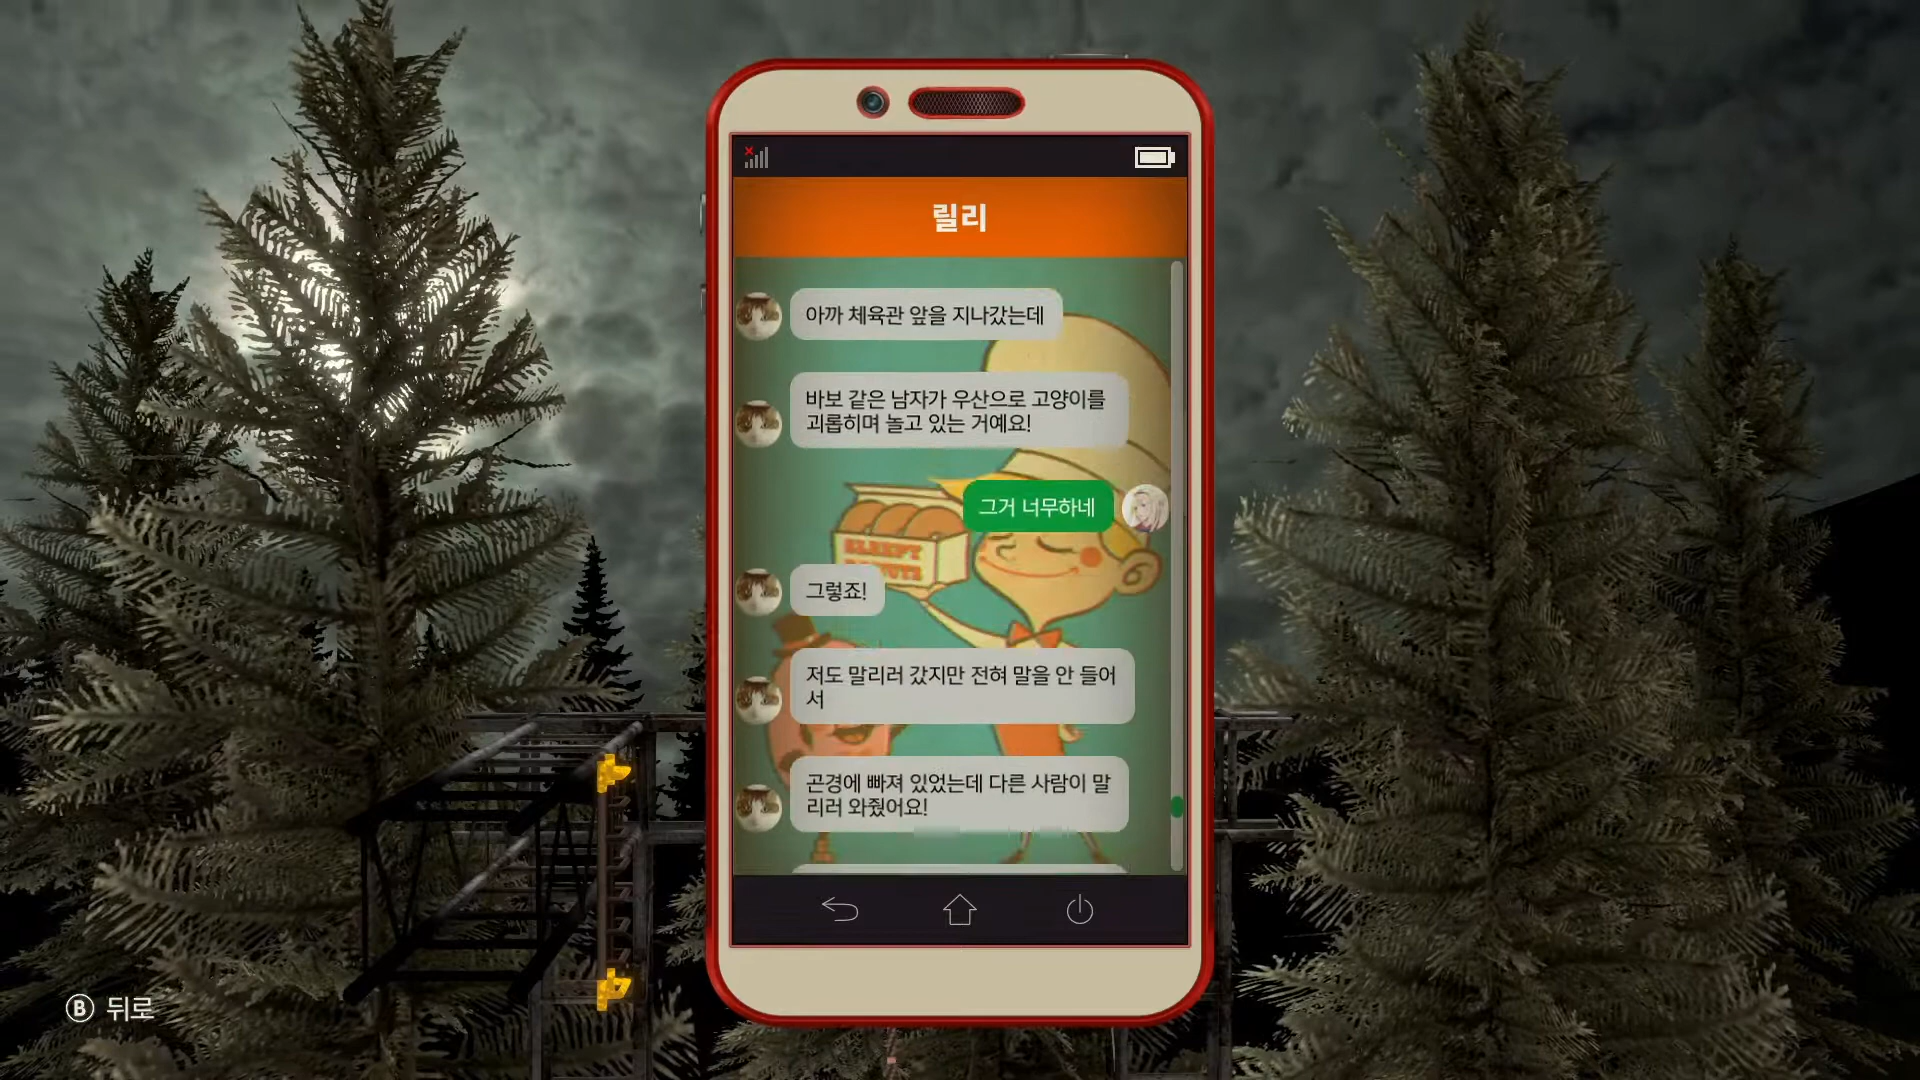 릴리
아까 체육관 앞을 지나갔는데
바보 같은 남자가 우산으로 고양이를
괴롭히며 놀고 있는 거예요!
그거 너무하네
SLEEPY
그렇죠!
저도 말리러 갔지만 전혀 말을 안 들어
서
곤경에 빠져 있었는데 다른 사람이 말
리러 와줬어요!
B 뒤로